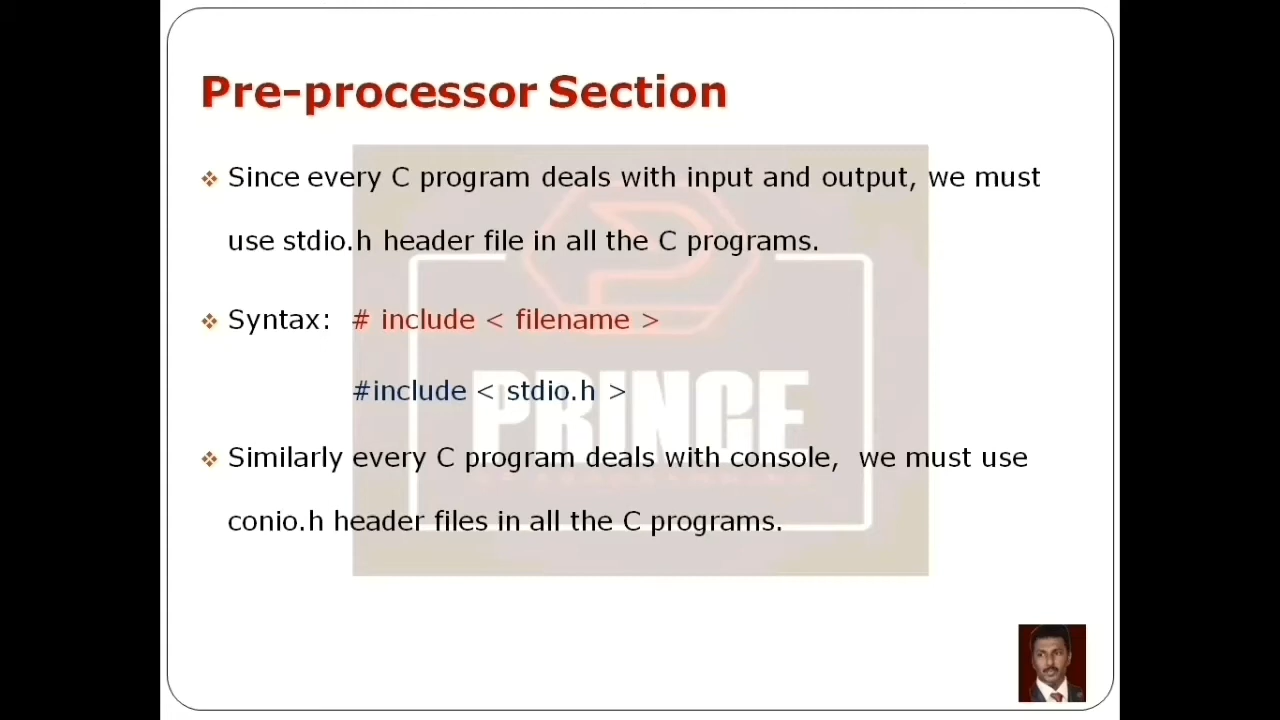 Pre-processor Section
Since every C program deals with input and output, we must
use stdio.h header file in all the C programs.
Syntax: # include < filename >
#include < stdio.h >
PRINCE
Similarly every C program deals with console, we must use
conio.h header files in all the C programs.